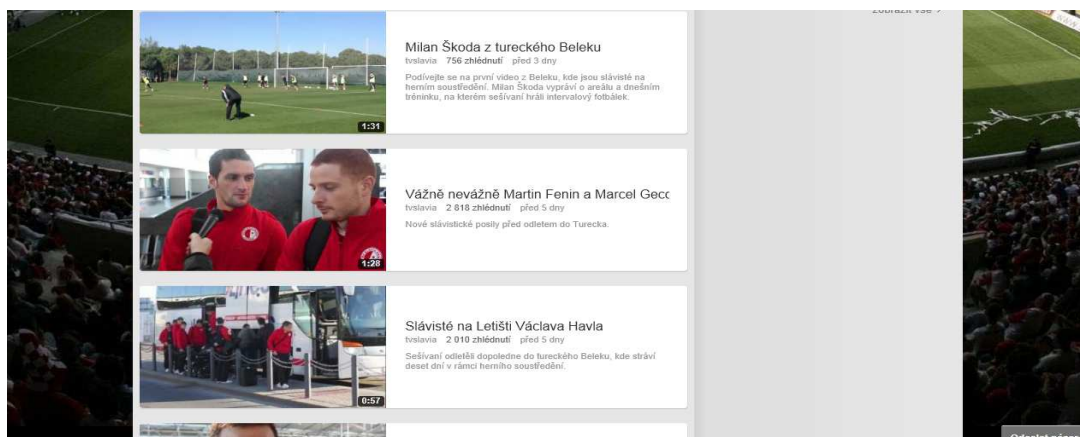 Zobrazit vše >
Milan Škoda z tureckého Beleku
tvslavia 756 zhlédnutí před 3 dny
Podívejte se na první video z Beleku, kde jsou slávisté na
herním soustředění. Milan Škoda vypráví o areálu a dnešním
tréninku, na kterém sešívaní hráli intervalový fotbálek.
1:31
Vážně nevážně Martin Fenin a Marcel Gecc
tvslavia 2 818 zhlédnutí před 5 dny
Nové slávistické posily před odletem do Turecka.
1:28
Slávisté na Letišti Václava Havla
tvslavia 2 010 zhlédnutí před 5 dny
Sešívaní odletěli dopoledne do tureckého Beleku, kde stráví
deset dní v rámci herního soustředění.
0:57